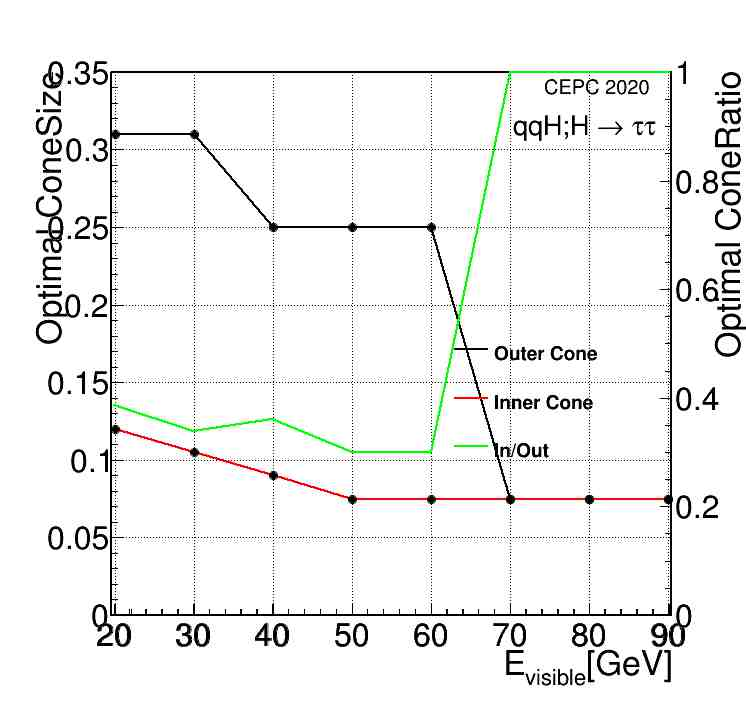 CEPC 2020
qqH;H → ττ
Optimal ConeSize
0.35
0.3
0.25
0.2
0.15
0.1
0.05
0
Optimal ConeRatio
1
0.8
0.6
0.4
0.2
0
Outer Cone
Inner Cone
In/Out
20 30 40 50 60 70 80 90
E_visible[GeV]